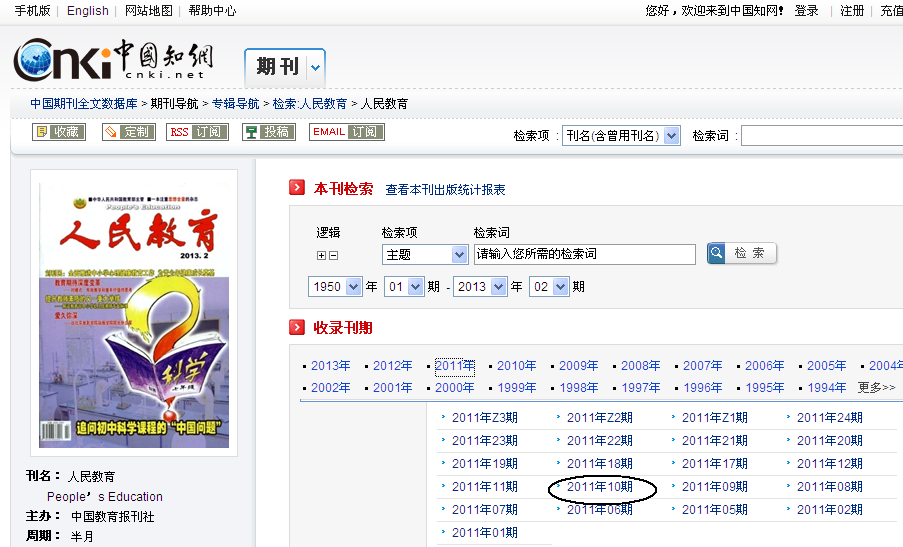 手机版 | English | 网站地图 | 帮助中心
您好，欢迎来到中国知网! 登录 | 注册 | 充值
Cnki 中國知網
cnki.net
期刊
中国期刊全文数据库 > 期刊导航 > 专辑导航 > 检索:人民教育 > 人民教育
收藏 定制 RSS 订阅 投稿 EMAIL 订阅
检索项 : 刊名(含曾用刊名) 检索词 :
People's Education
人民教育
2013.2
教育期待深度变革
爱久弥深
科学
七年级
追问初中科学课程的“中国问题”
刊名： 人民教育
People’s Education
主办： 中国教育报刊社
周期： 半月
本刊检索 查看本刊出版统计报表
逻辑 检索项 检索词
主题 请输入您所需的检索词 检 索
1950 年 01 期 - 2013 年 02 期
收录刊期
2013年 2012年 2011年 2010年 2009年 2008年 2007年 2006年 2005年 2004年
2002年 2001年 2000年 1999年 1998年 1997年 1996年 1995年 1994年 更多>>
2011年Z3期 2011年Z2期 2011年Z1期 2011年24期
2011年23期 2011年22期 2011年21期 2011年20期
2011年19期 2011年18期 2011年17期 2011年12期
2011年11期 2011年10期 2011年09期 2011年08期
2011年07期 2011年06期 2011年05期 2011年02期
2011年01期